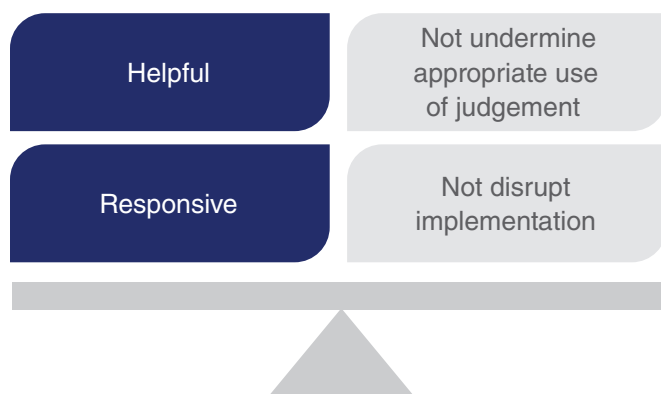 Helpful
Not undermine
appropriate use
of judgement
Responsive
Not disrupt
implementation